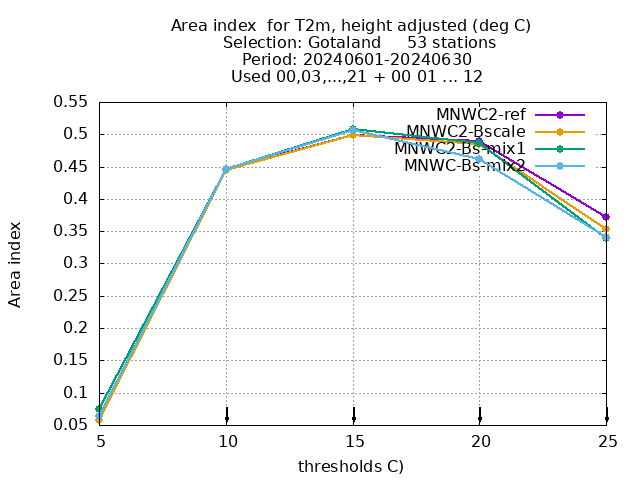 Area index  for T2m, height adjusted (deg C)
Selection: Gotaland     53 stations
Period: 20240601-20240630
Used 00,03,...,21 + 00 01 ... 12
MNWC2-ref
MNWC2-Bscale
MNWC2-Bs-mix1
MNWC-Bs-mix2
0.55
0.5
0.45
0.4
0.35
0.3
0.25
0.2
0.15
0.1
0.05
Area index
5 10 15 20 25
thresholds C)